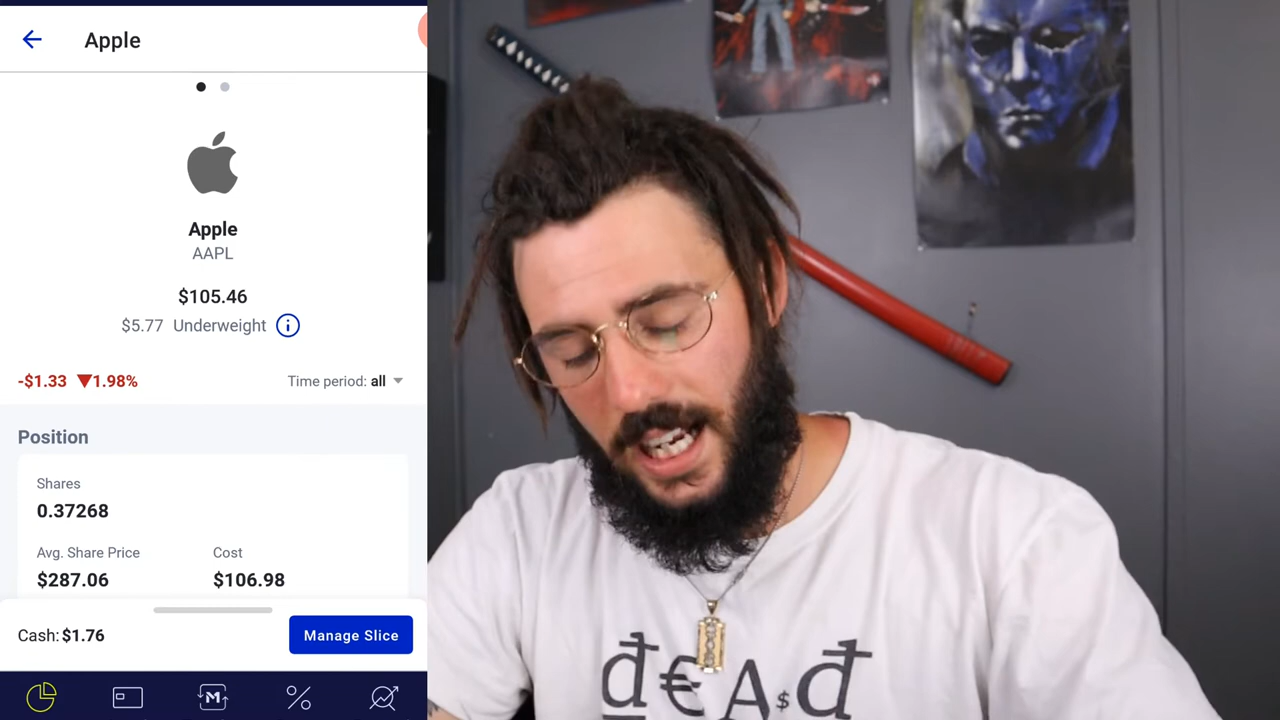 Apple
Apple
AAPL
$105.46
$5.77 Underweight
-$1.33 ▼1.98%
Time period: all
Position
Shares
0.37268
Avg. Share Price
$287.06
Cost
$106.98
Cash: $1.76
Manage Slice
M
đ€A$đ